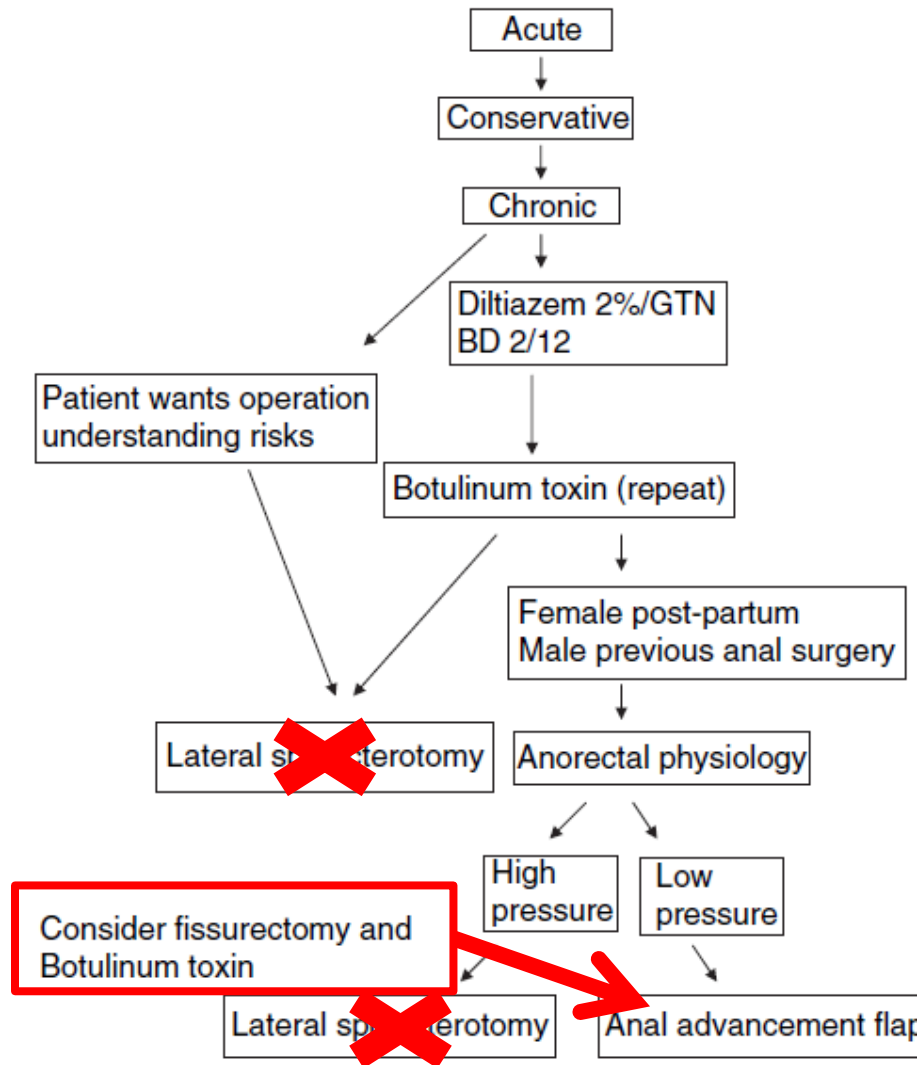 Acute
Conservative
Chronic
Diltiazem 2%/GTN
BD 2/12
Patient wants operation
understanding risks
Botulinum toxin (repeat)
Female post-partum
Male previous anal surgery
Lateral sphincterotomy
Anorectal physiology
High
pressure
Low
pressure
Consider fissurectomy and
Botulinum toxin
Lateral sphincterotomy
Anal advancement flap